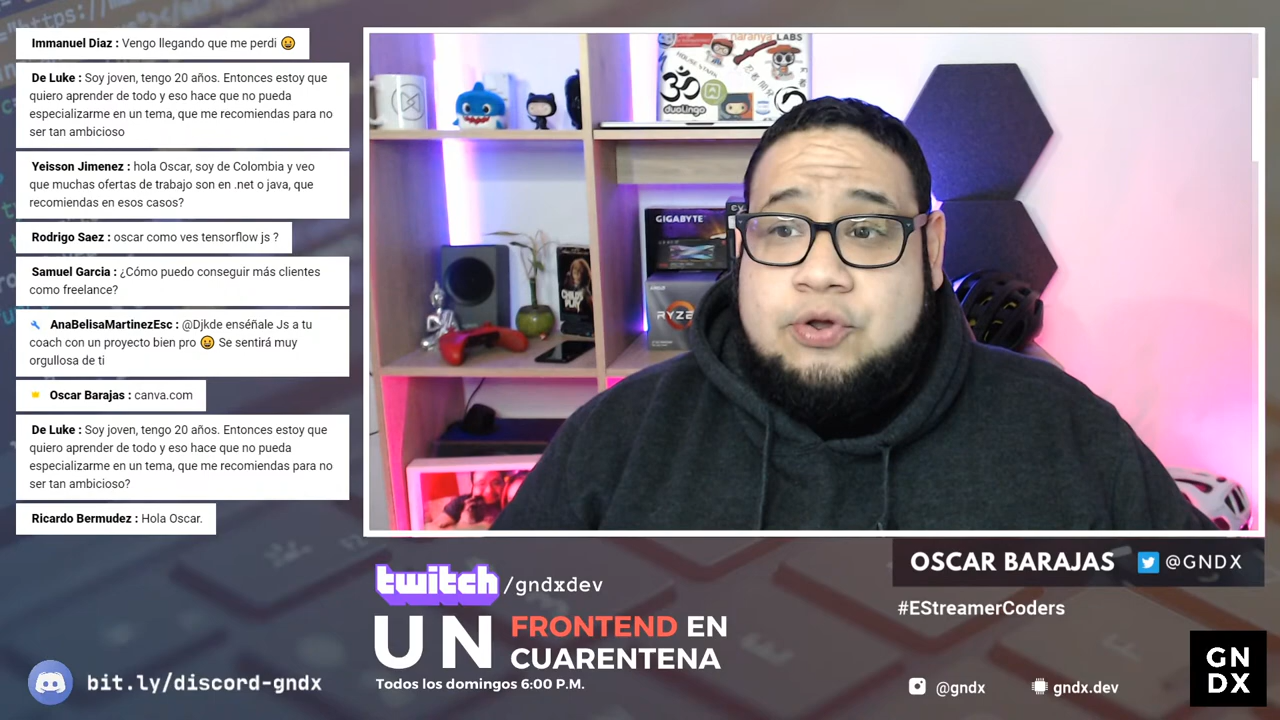 Immanuel Diaz : Vengo llegando que me perdi 😀
De Luke : Soy joven, tengo 20 años. Entonces estoy que
quiero aprender de todo y eso hace que no pueda
especializarme en un tema, que me recomiendas para no
ser tan ambicioso
Yeisson Jimenez : hola Oscar, soy de Colombia y veo
que muchas ofertas de trabajo son en .net o java, que
recomiendas en esos casos?
Rodrigo Saez : oscar como ves tensorflow js ?
Samuel Garcia : ¿Cómo puedo conseguir más clientes
como freelance?
AnaBelisaMartinezEsc : @Djkde enséñale Js a tu
coach con un proyecto bien pro 😀 Se sentirá muy
orgullosa de ti
Oscar Barajas : canva.com
De Luke : Soy joven, tengo 20 años. Entonces estoy que
quiero aprender de todo y eso hace que no pueda
especializarme en un tema, que me recomiendas para no
ser tan ambicioso?
Ricardo Bermudez : Hola Oscar.
naranya LABS
HOUSE STARK
duolingo
GIGABYTE
AMD
RYZE
CHILD'S PLAY
OSCAR BARAJAS @GNDX
#EStreamerCoders
twitch/gndxdev
UN FRONTEND EN
CUARENTENA
Todos los domingos 6:00 P.M.
bit.ly/discord-gndx
@gndx
gndx.dev
GN
DX